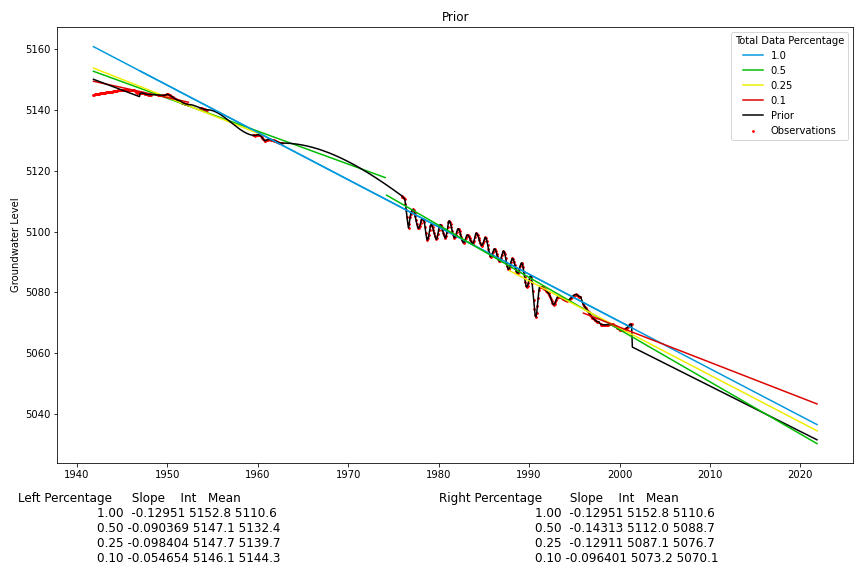 Prior
5160
5140
5120
5100
5080
5060
5040
Groundwater Level
1940 1950 1960 1970 1980 1990 2000 2010 2020
Total Data Percentage
1.0
0.5
0.25
0.1
Prior
Observations
Left Percentage Slope Int Mean
1.00 -0.12951 5152.8 5110.6
0.50 -0.090369 5147.1 5132.4
0.25 -0.098404 5147.7 5139.7
0.10 -0.054654 5146.1 5144.3
Right Percentage Slope Int Mean
1.00 -0.12951 5152.8 5110.6
0.50 -0.14313 5112.0 5088.7
0.25 -0.12911 5087.1 5076.7
0.10 -0.096401 5073.2 5070.1